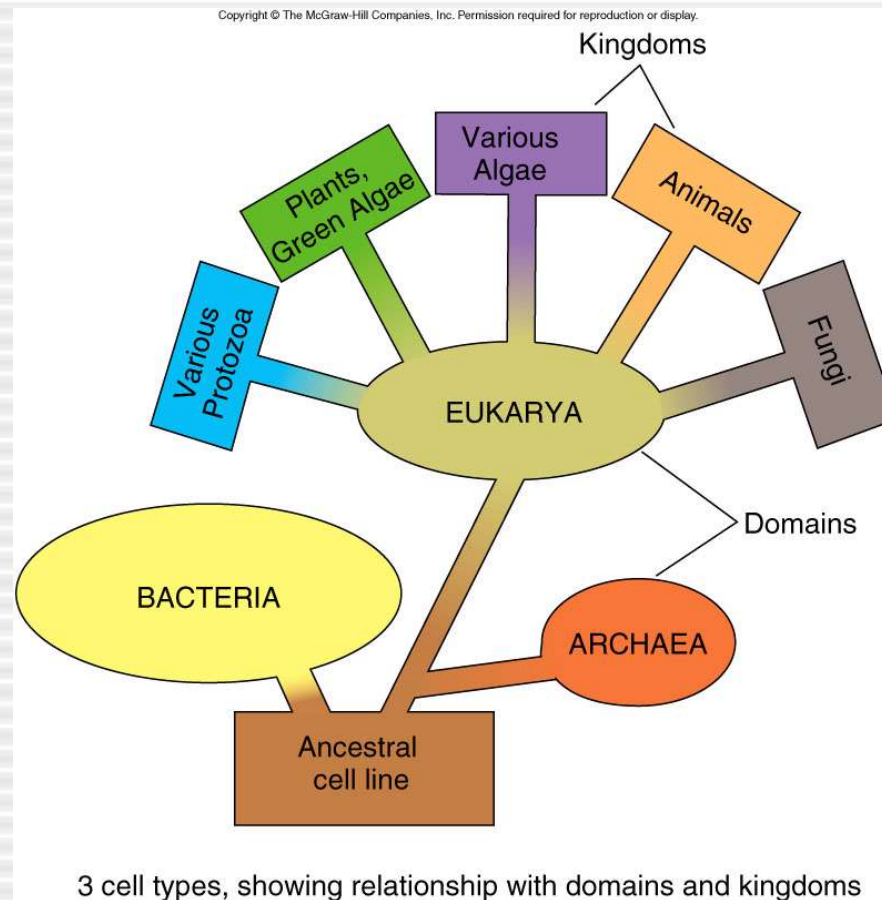 Copyright © The McGraw-Hill Companies, Inc. Permission required for reproduction or display.
Kingdoms
Various
Algae
Plants,
Green Algae
Animals
Various
Protozoa
Fungi
EUKARYA
Domains
BACTERIA
ARCHAEA
Ancestral
cell line
3 cell types, showing relationship with domains and kingdoms